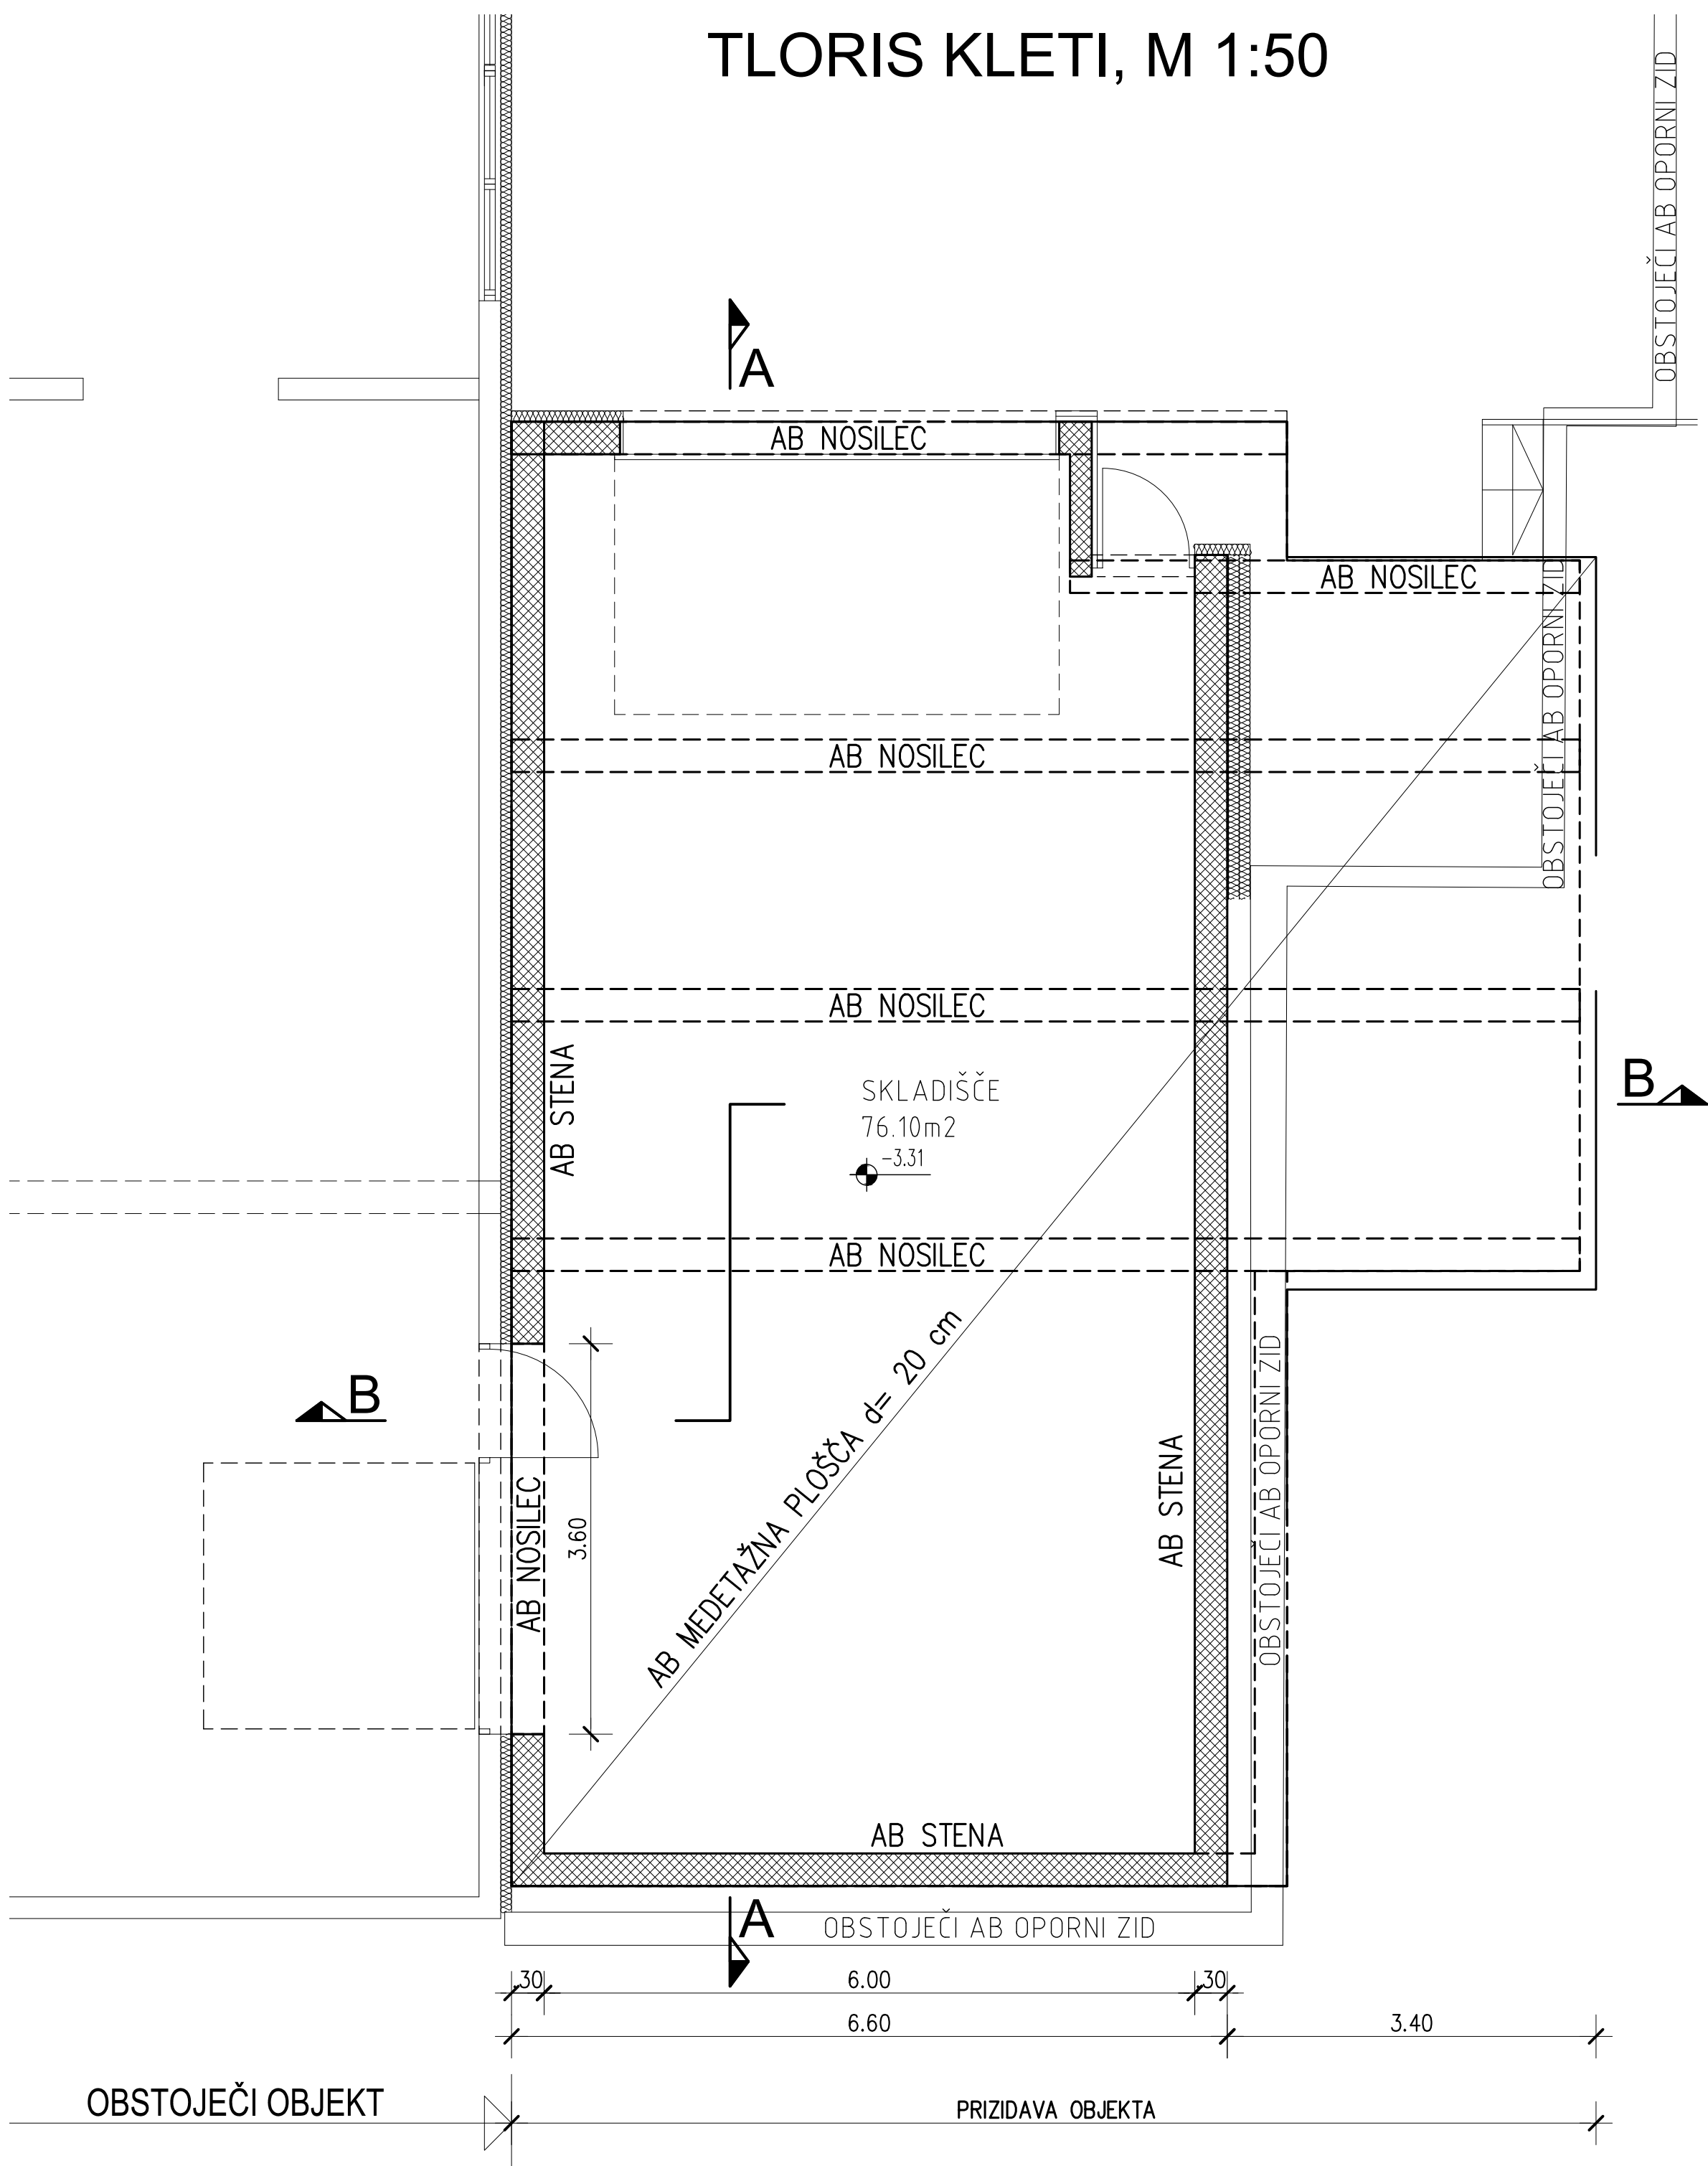 TLORIS KLETI, M 1:50
OBSTOJEČI AB OPORNI ZID
A
AB NOSILEC
AB NOSILEC
OBSTOJEČI AB OPORNI ZID
AB NOSILEC
AB NOSILEC
AB STENA
SKLADIŠČE
76.10m2
-3.31
B
AB NOSILEC
B
AB MEDETAŽNA PLOŠČA d= 20 cm
OBSTOJEČI AB OPORNI ZID
AB STENA
AB NOSILEC
3.60
AB STENA
A
OBSTOJEČI AB OPORNI ZID
.30
6.00
.30
6.60
3.40
OBSTOJEČI OBJEKT
PRIZIDAVA OBJEKTA